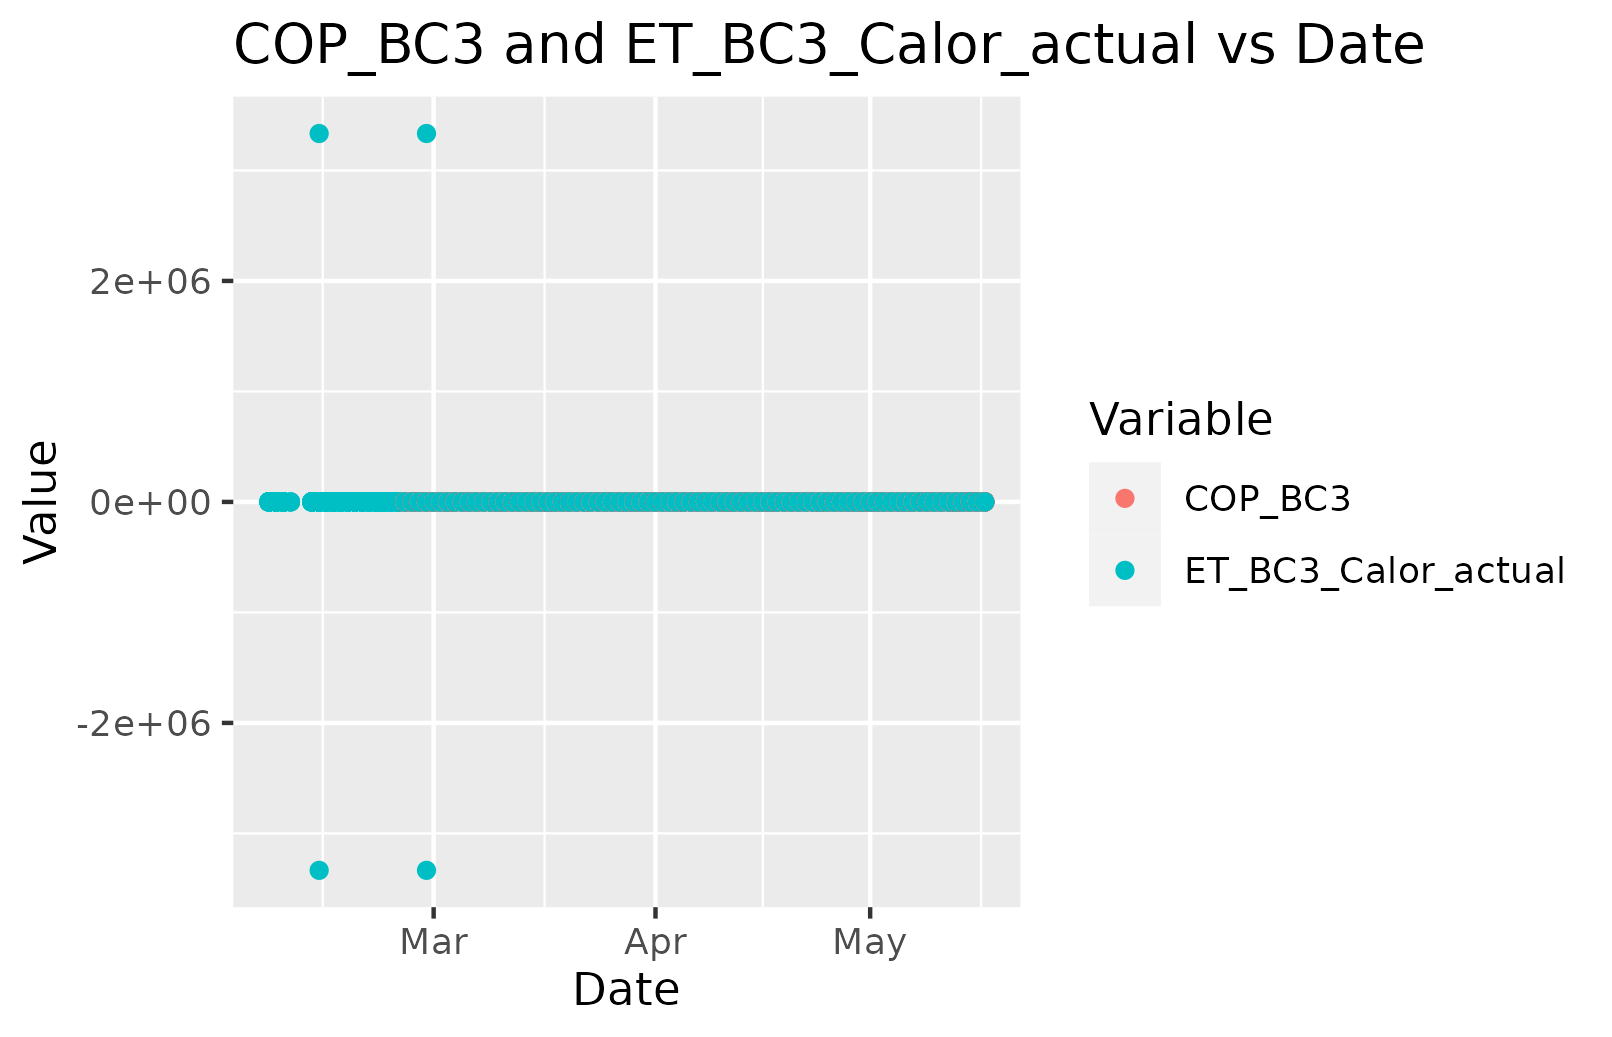 COP_BC3 and ET_BC3_Calor_actual vs Date
Value
2e+06
0e+00
-2e+06
Mar Apr May
Date
Variable
COP_BC3
ET_BC3_Calor_actual